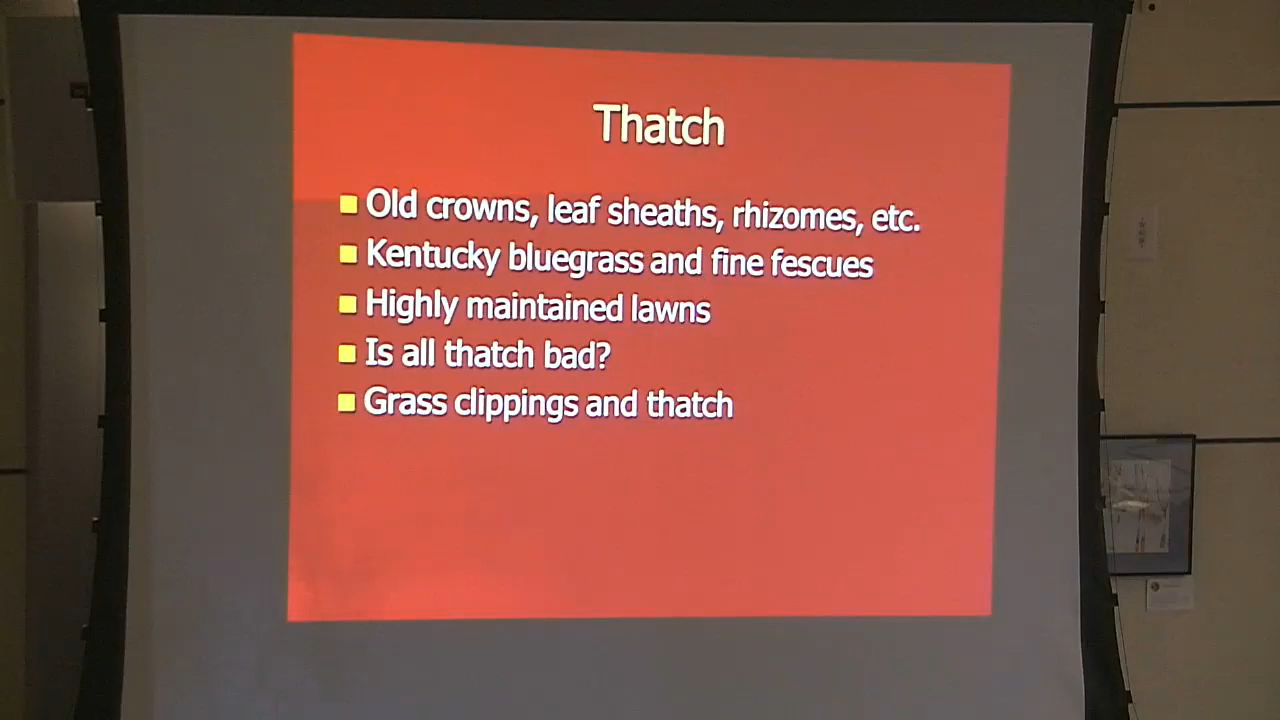 Thatch
Old crowns, leaf sheaths, rhizomes, etc.
Kentucky bluegrass and fine fescues
Highly maintained lawns
Is all thatch bad?
Grass clippings and thatch